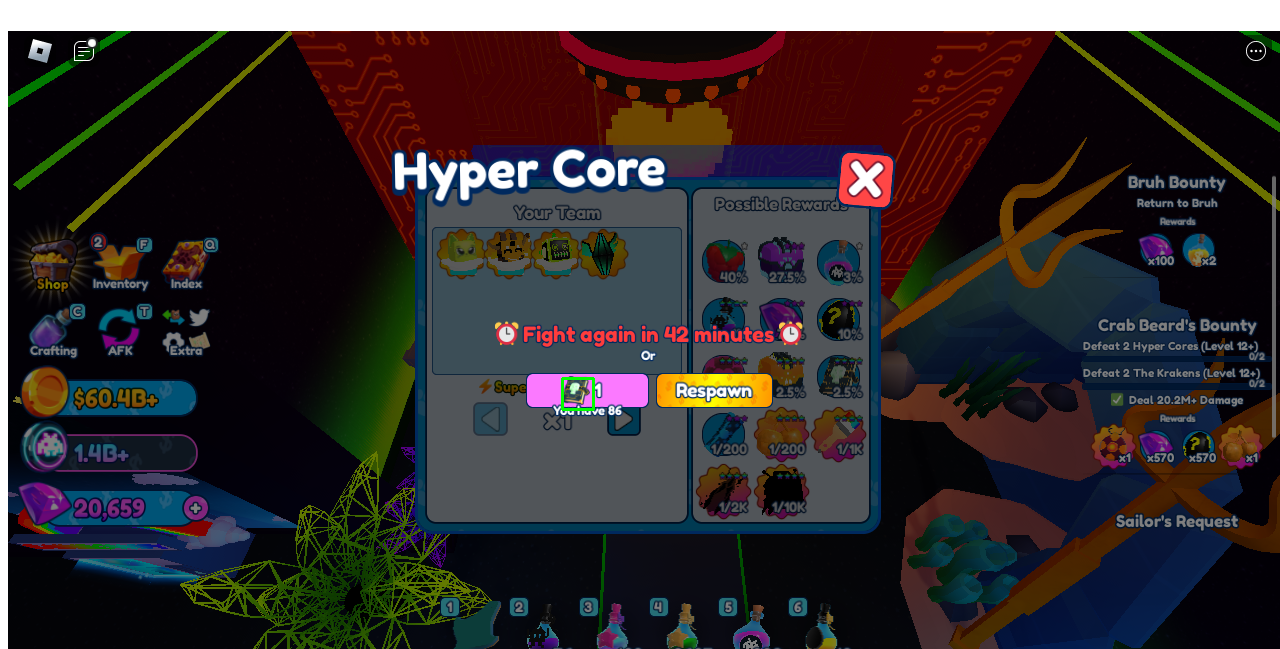 Hyper Core
Your Team
Possible Rewards
40%
27.5%
3%
10%
2.5%
2.5%
1/200
1/200
1/1K
1/2K
1/10K
⏰Fight again in 42 minutes⏰
Or
1
Respawn
You have 86
x1
2
F
Q
Shop
Inventory
Index
C
T
Crafting
AFK
Extra
$60.4B+
1.4B+
20,659
Bruh Bounty
Return to Bruh
Rewards
x100
x2
Crab Beard's Bounty
Defeat 2 Hyper Cores (Level 12+)
0/2
Defeat 2 The Krakens (Level 12+)
0/2
✅ Deal 20.2M+ Damage
Rewards
x1
x570
x570
x1
Sailor's Request
1
2
3
4
5
6